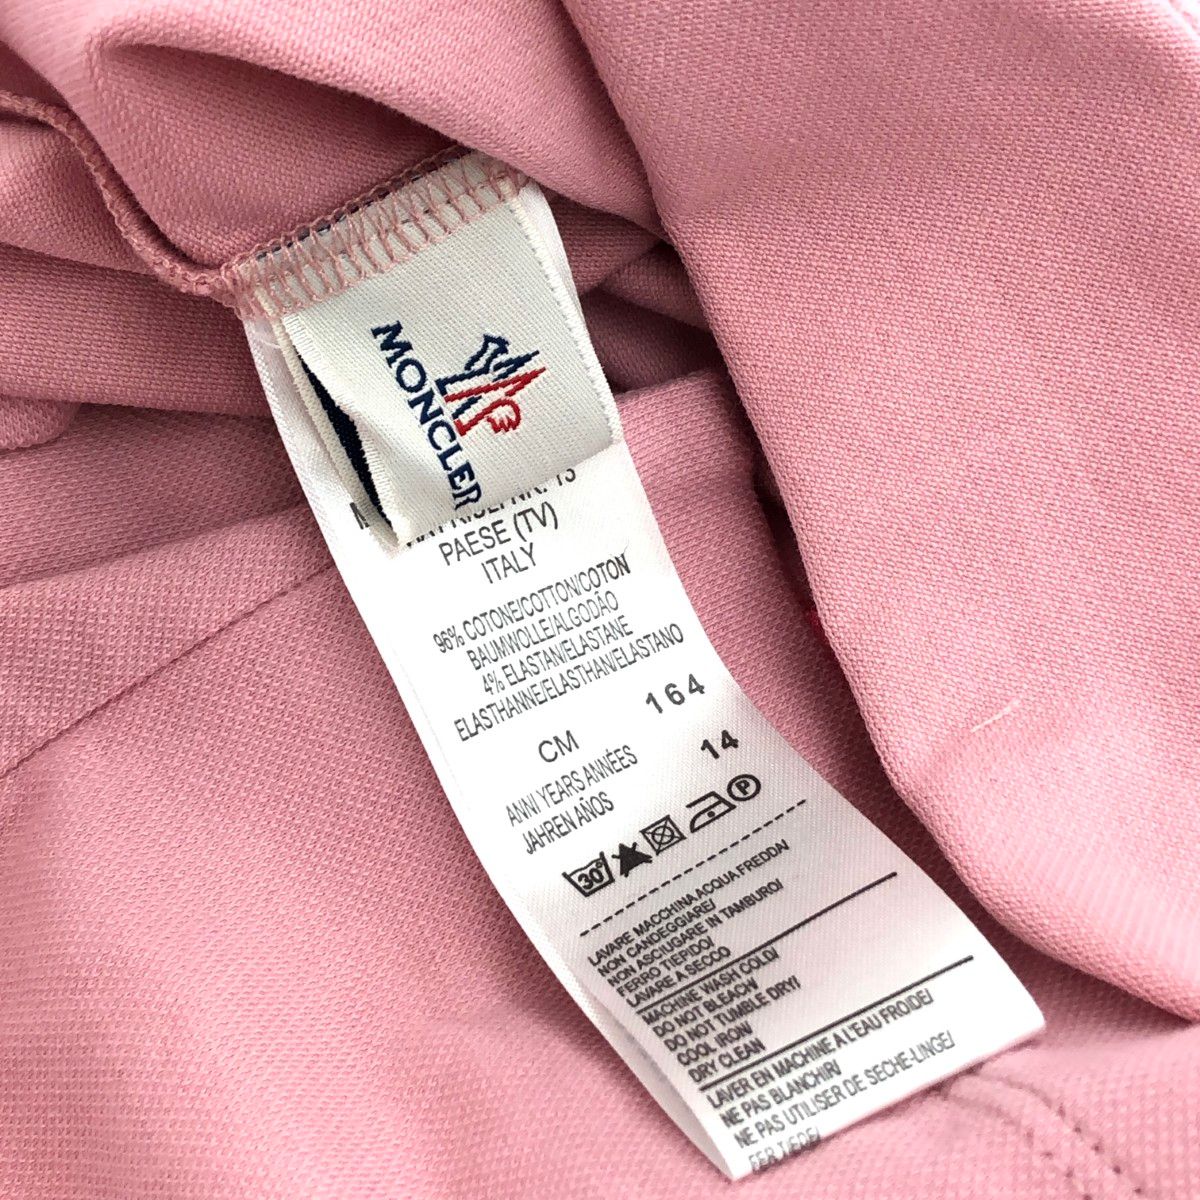 MONCLER
PAESE (TV)
ITALY
96% COTONE/COTTON/COTON
BAUMWOLLE/ALGODÃO
4% ELASTAN/ELASTANE
ELASTHANNE/ELASTHAN/ELASTANO
CM 164
ANNI YEARS ANNÉES 14
JAHREN AÑOS
30° P
LAVARE MACCHINA ACQUA FREDDA/
NON CANDEGGIARE/
NON ASCIUGARE IN TAMBURO/
FERRO TIEPIDO/
LAVARE A SECCO
MACHINE WASH COLD/
DO NOT BLEACH/
DO NOT TUMBLE DRY/
COOL IRON/
DRY CLEAN
LAVER EN MACHINE A L'EAU FROIDE/
NE PAS BLANCHIR/
NE PAS UTILISER DE SECHE-LINGE/